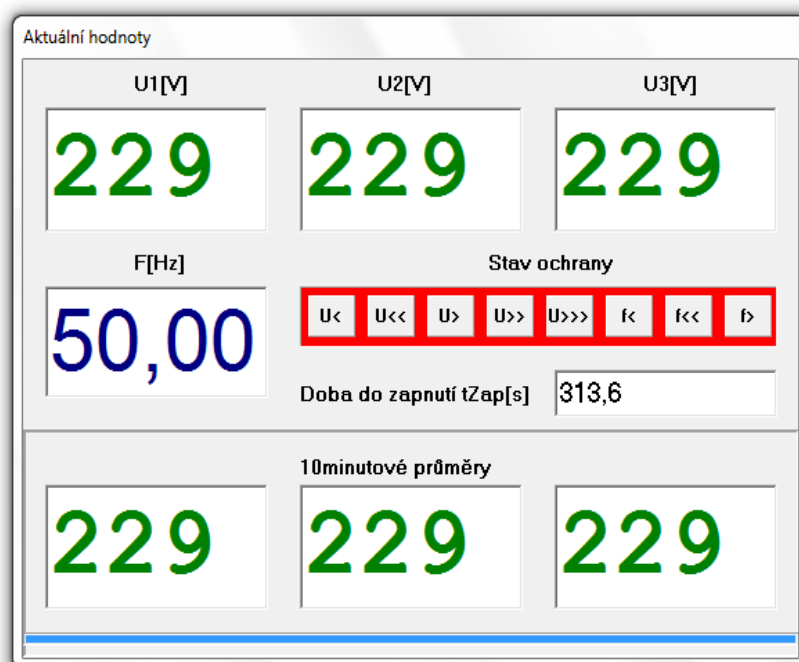 Aktuální hodnoty
U1[V] U2[V] U3[V]
229 229 229
F[Hz] Stav ochrany
50,00
U< U<< U> U>> U>>> f< f<< f>
Doba do zapnutí tZap[s] 313,6
10minutové průměry
229 229 229